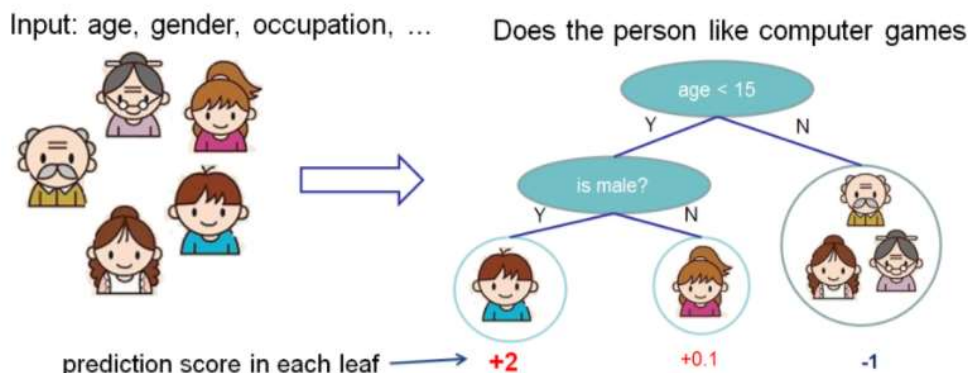 Input: age, gender, occupation, ...
Does the person like computer games
age < 15
Y
N
is male?
Y
N
prediction score in each leaf
+2
+0.1
-1